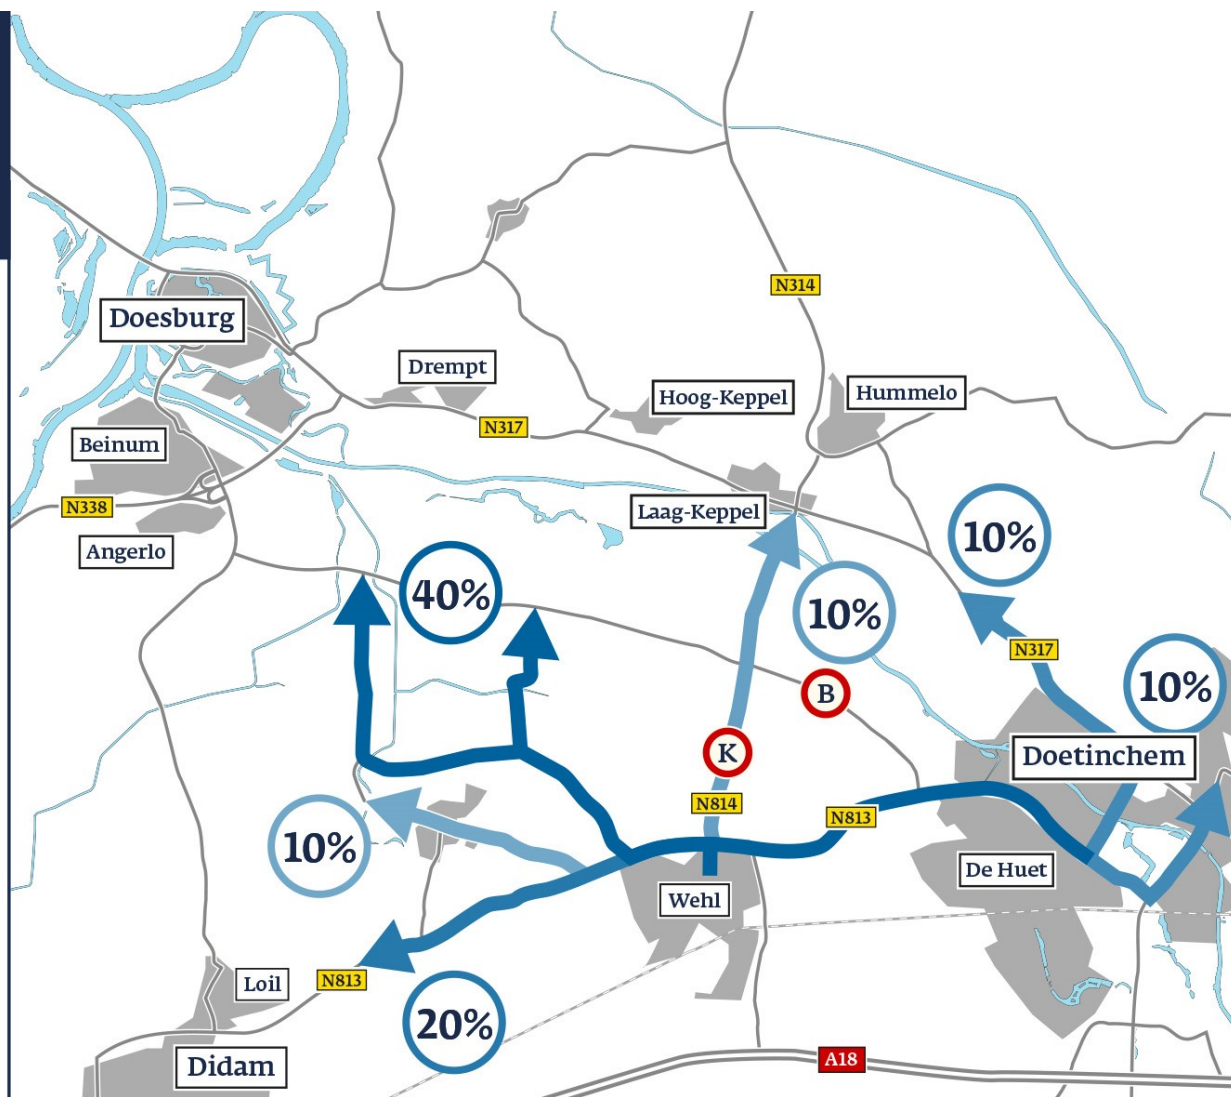 N314
Doesburg
Drempt
Hoog-Keppel
Hummelo
N317
Beinum
N338
Laag-Keppel
Angerlo
10%
40%
10%
N317
10%
B
K
Doetinchem
N814
N813
10%
De Huet
Wehl
Loil
N813
20%
Didam
A18